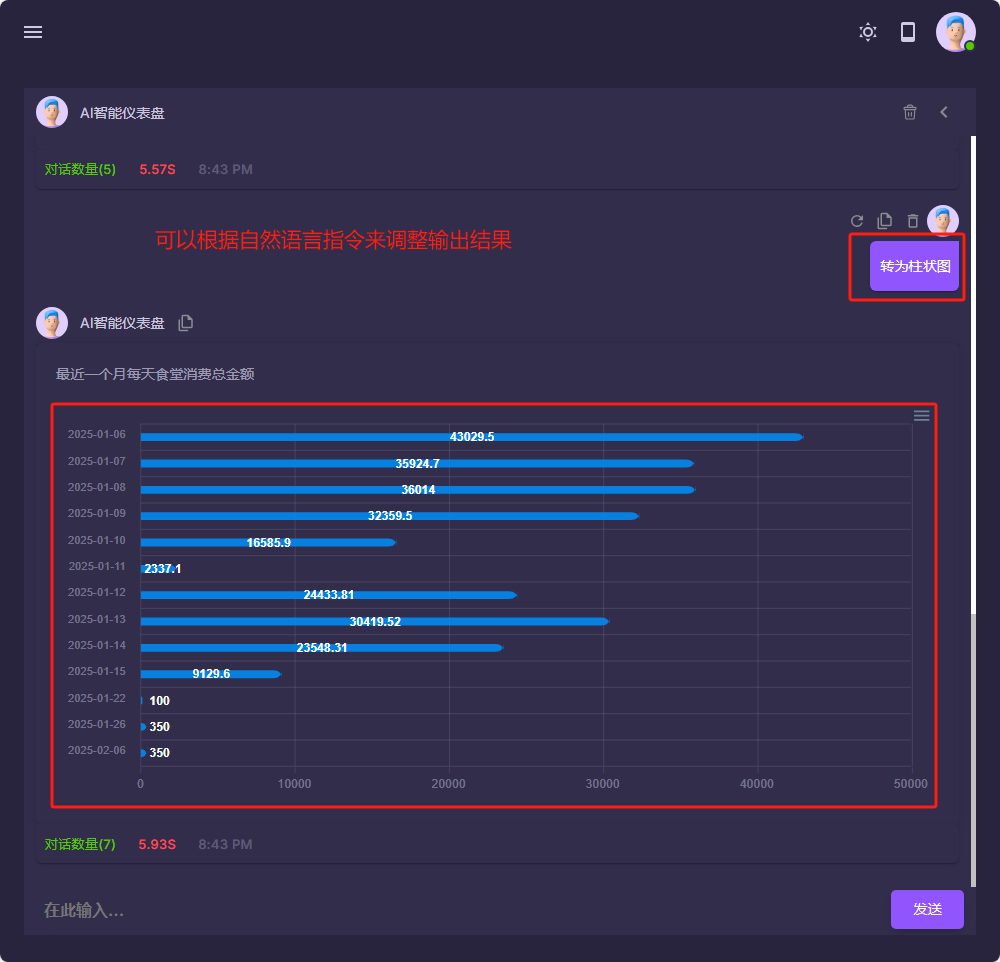 AI智能仪表盘
对话数量(5) 5.57S 8:43 PM
可以根据自然语言指令来调整输出结果
转为柱状图
AI智能仪表盘
最近一个月每天食堂消费总金额
2025-01-06 43029.5
2025-01-07 35924.7
2025-01-08 36014
2025-01-09 32359.5
2025-01-10 16585.9
2025-01-11 2337.1
2025-01-12 24433.81
2025-01-13 30419.52
2025-01-14 23548.31
2025-01-15 9129.6
2025-01-22 100
2025-01-26 350
2025-02-06 350
0 10000 20000 30000 40000 50000
对话数量(7) 5.93S 8:43 PM
在此输入... 发送